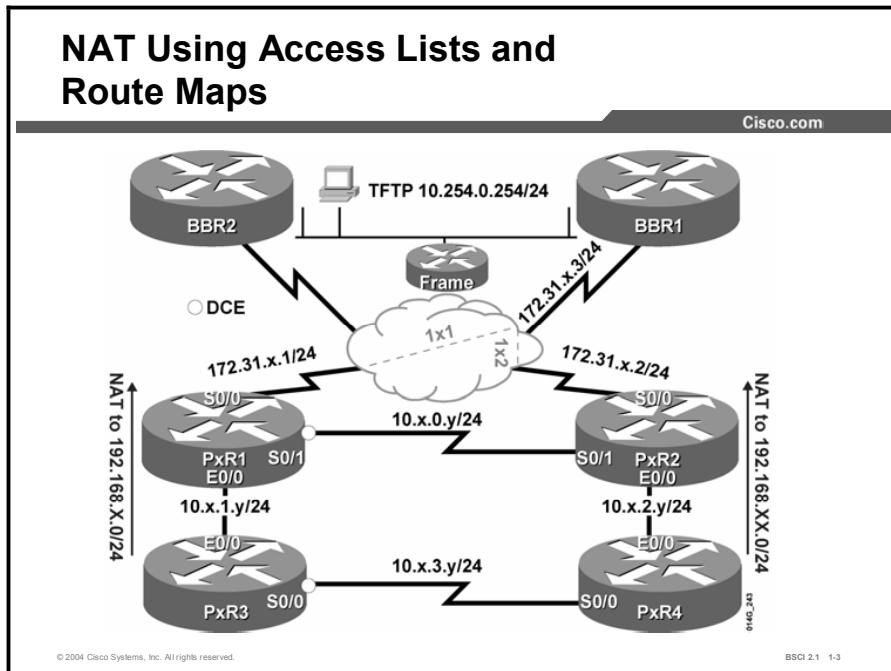 NAT Using Access Lists and
Route Maps
Cisco.com
BBR2
TFTP 10.254.0.254/24
BBR1
Frame
172.31.x.3/24
DCE
1x1
1x2
172.31.x.1/24
172.31.x.2/24
NAT to 192.168.X.0/24
S0/0
PxR1
S0/1
E0/0
10.x.0.y/24
S0/0
S0/1
PxR2
E0/0
NAT to 192.168.XX.0/24
10.x.1.y/24
10.x.2.y/24
E0/0
PxR3
S0/0
10.x.3.y/24
E0/0
S0/0
PxR4
014G_243
© 2004 Cisco Systems, Inc. All rights reserved.
BSCI 2.1 1-3